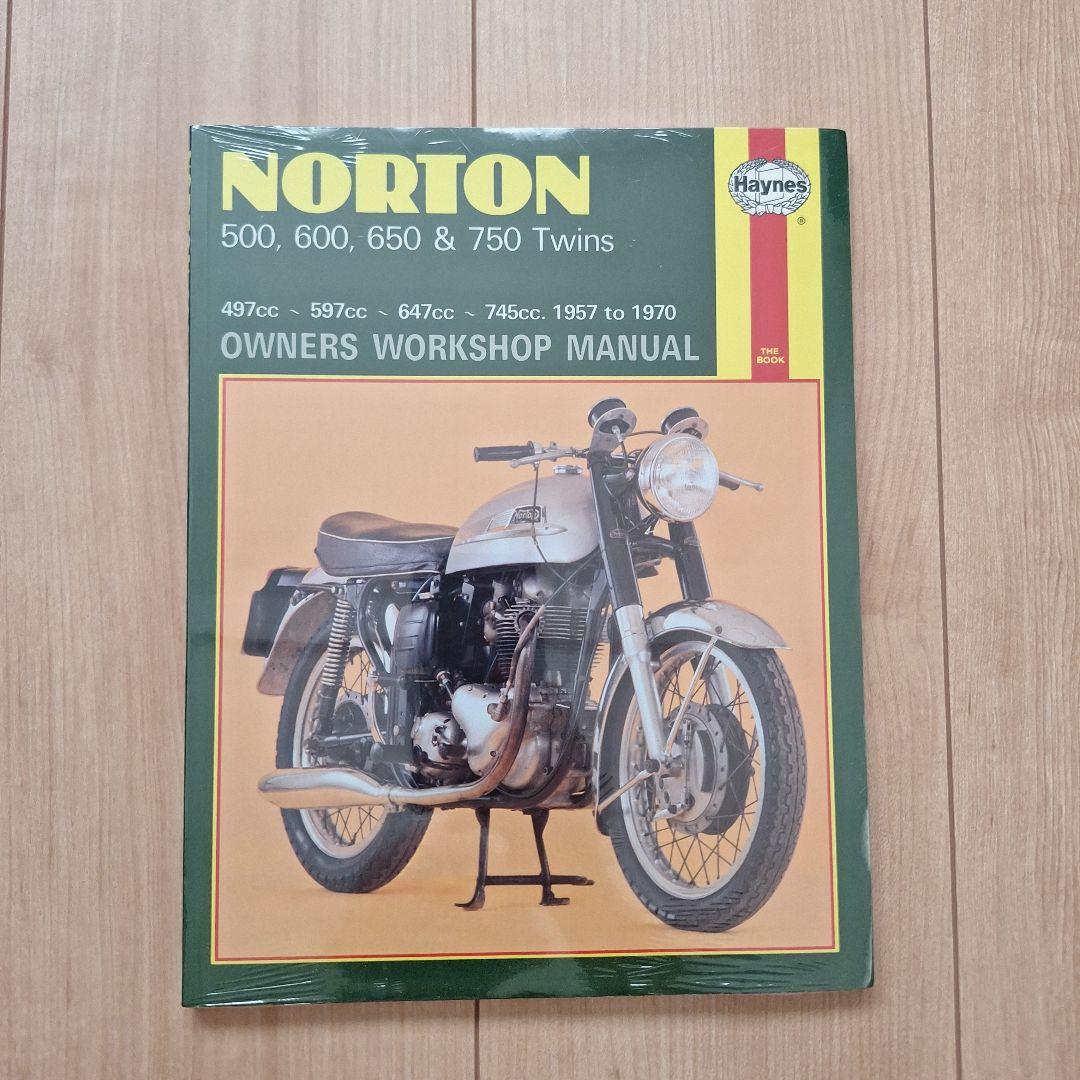 NORTON
500, 600, 650 & 750 Twins
497cc ~ 597cc ~ 647cc ~ 745cc. 1957 to 1970
OWNERS WORKSHOP MANUAL
Haynes
®
THE
BOOK
Norton